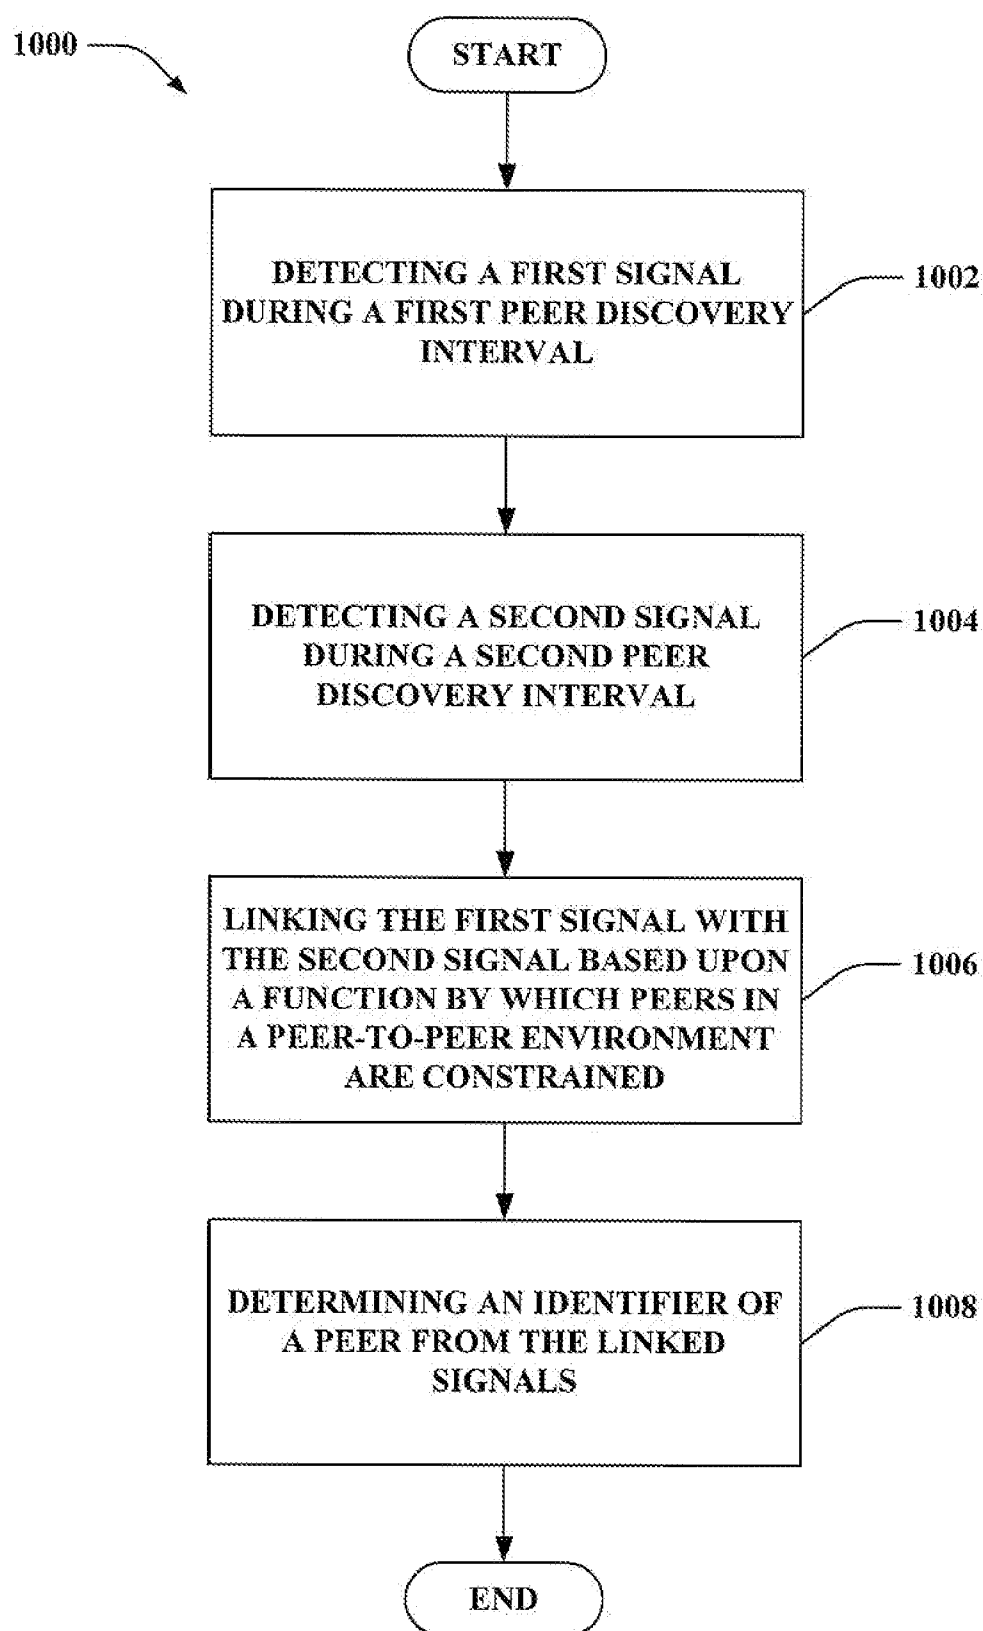 1000
START
DETECTING A FIRST SIGNAL
DURING A FIRST PEER DISCOVERY
INTERVAL
1002
DETECTING A SECOND SIGNAL
DURING A SECOND PEER
DISCOVERY INTERVAL
1004
LINKING THE FIRST SIGNAL WITH
THE SECOND SIGNAL BASED UPON
A FUNCTION BY WHICH PEERS IN
A PEER-TO-PEER ENVIRONMENT
ARE CONSTRAINED
1006
DETERMINING AN IDENTIFIER OF
A PEER FROM THE LINKED
SIGNALS
1008
END